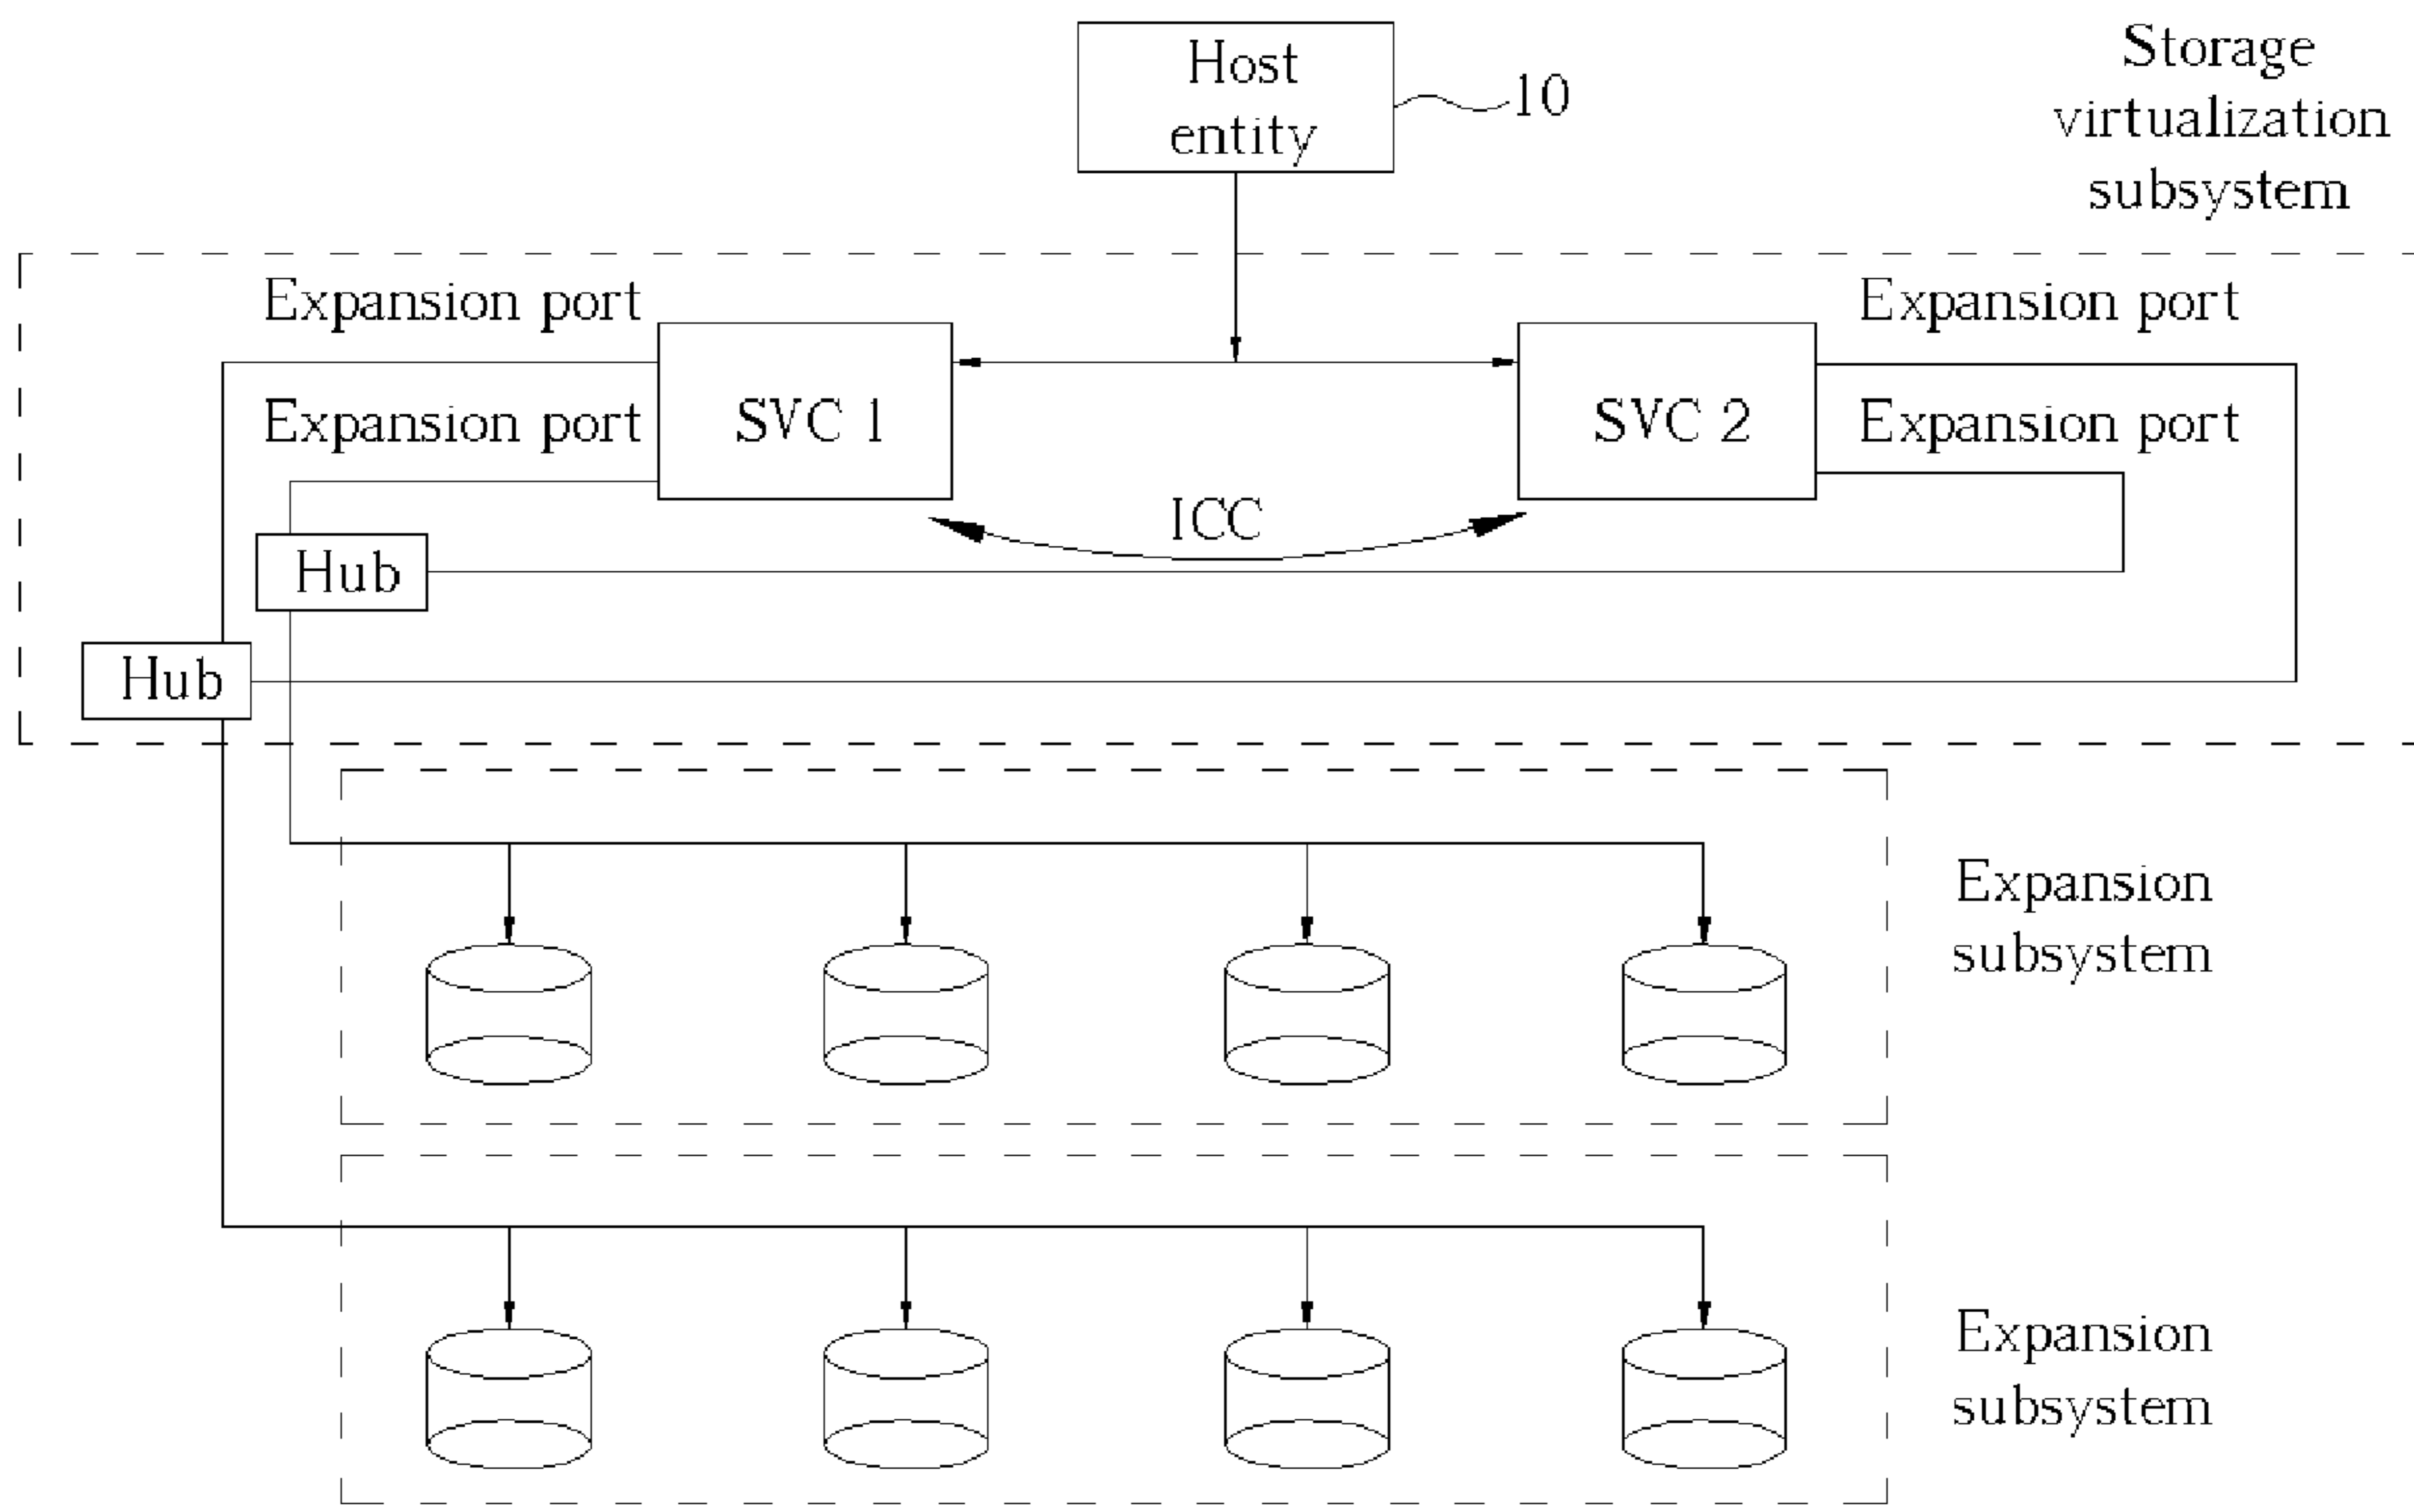 Host
entity
10
Storage
virtualization
subsystem
Expansion port
Expansion port
Expansion port
SVC 1
SVC 2
Expansion port
ICC
Hub
Hub
Expansion
subsystem
Expansion
subsystem